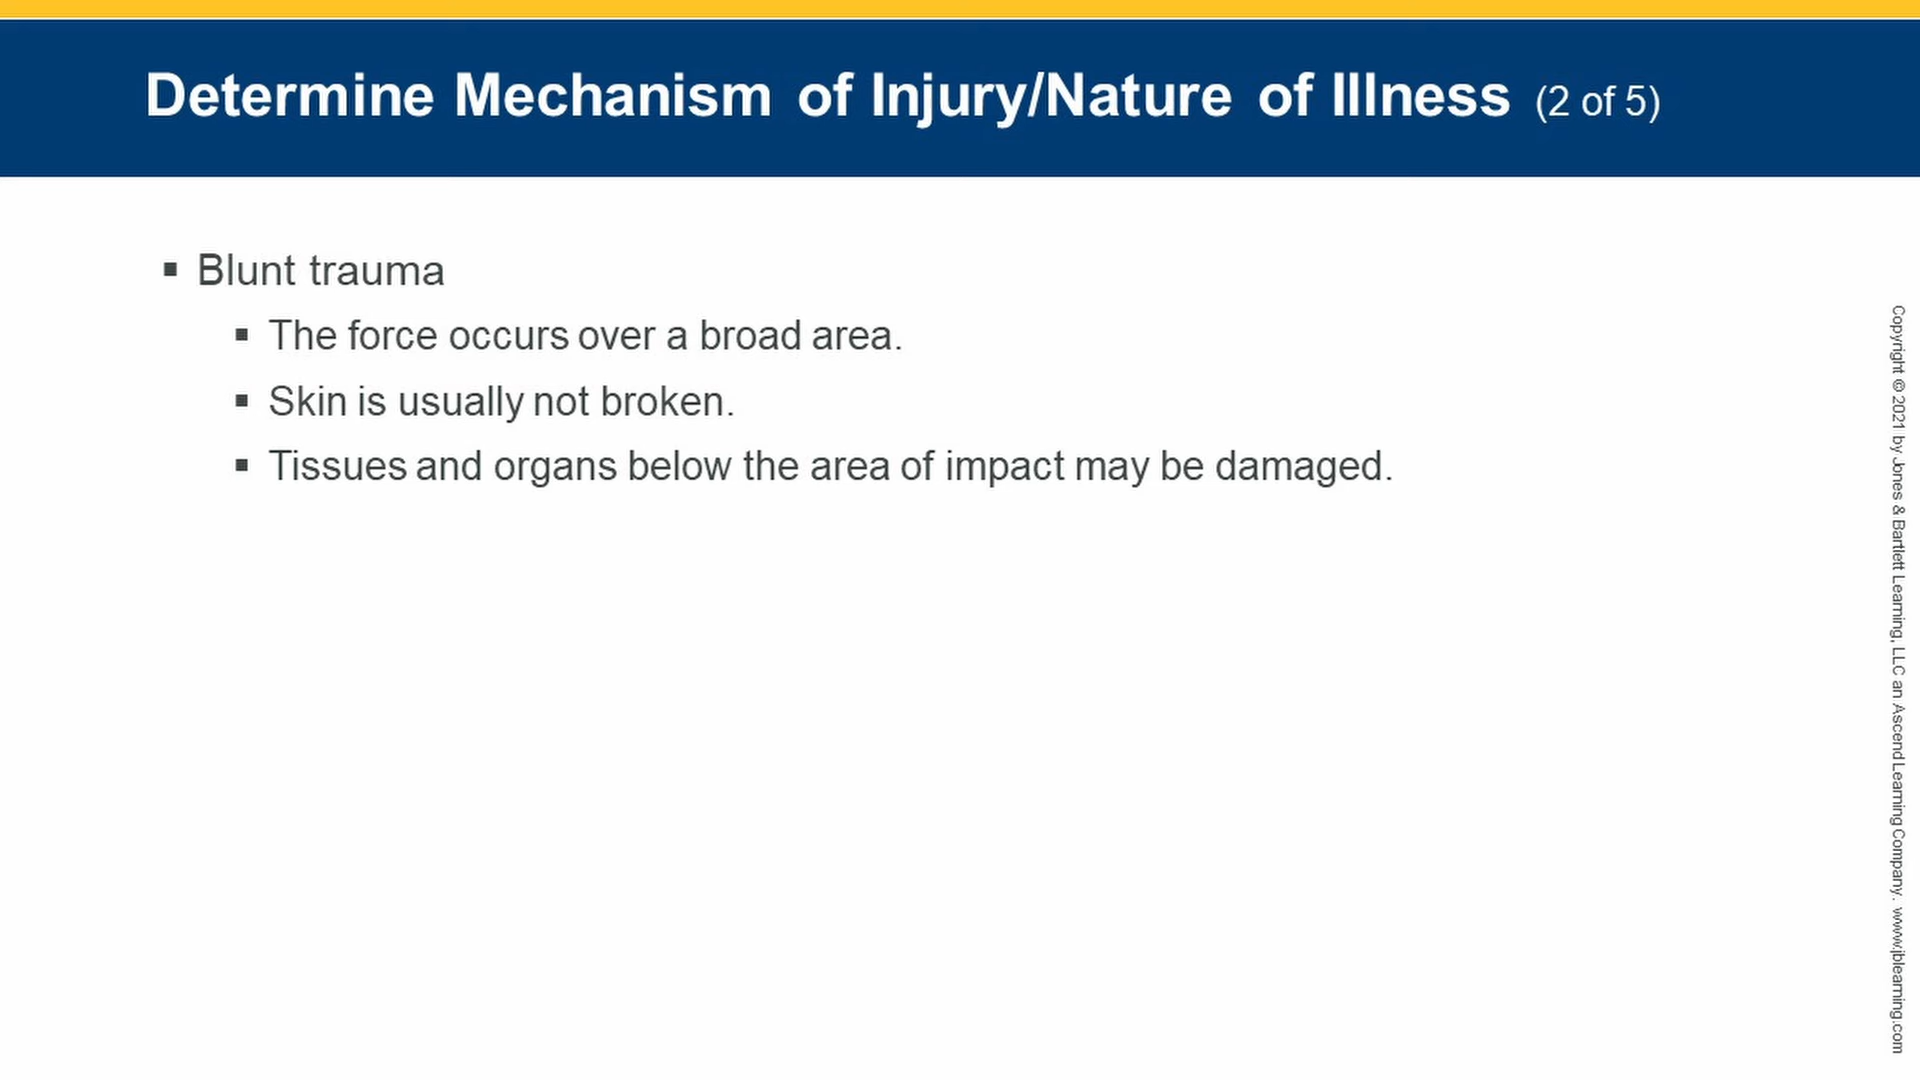 Determine Mechanism of Injury/Nature of Illness (2 of 5)
▪ Blunt trauma
▪ The force occurs over a broad area.
▪ Skin is usually not broken.
▪ Tissues and organs below the area of impact may be damaged.
Copyright © 2021 by Jones & Bartlett Learning, LLC an Ascend Learning Company. www.jblearning.com